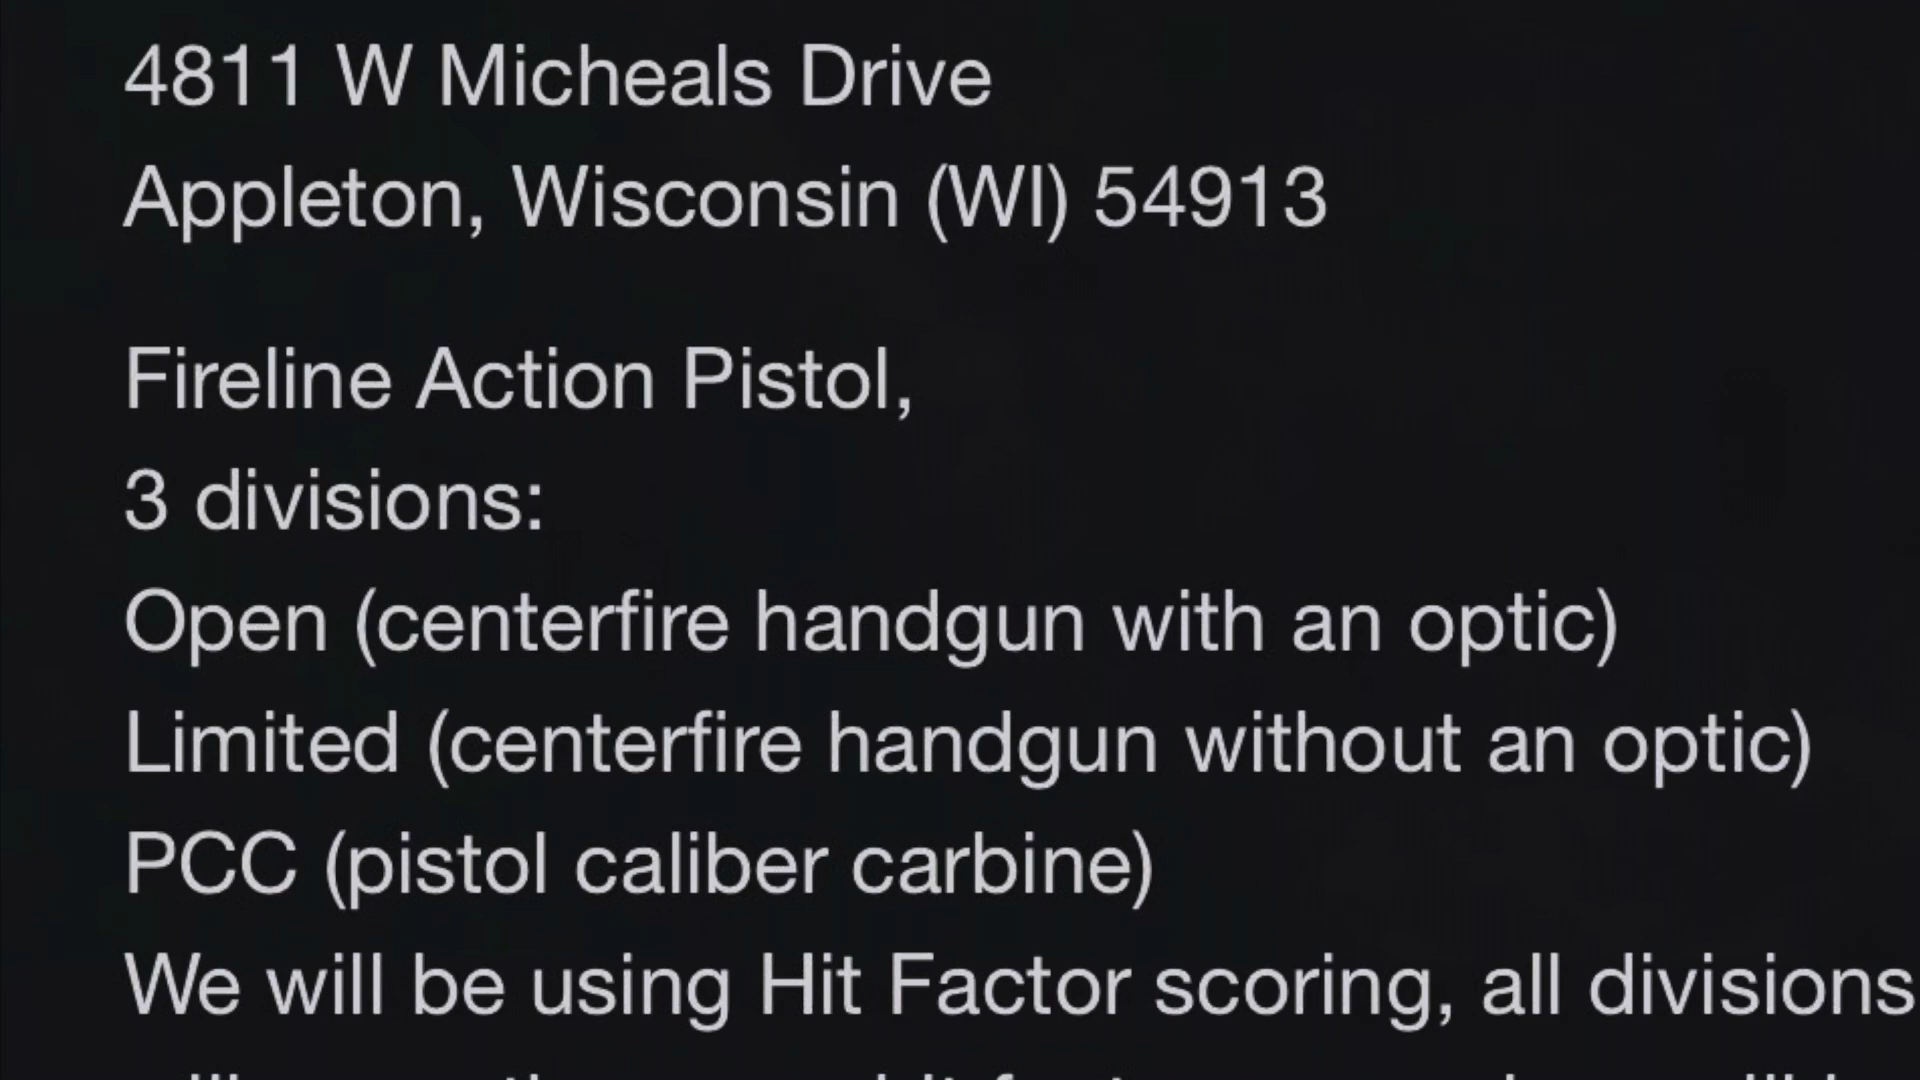 4811 W Micheals Drive
Appleton, Wisconsin (WI) 54913
Fireline Action Pistol,
3 divisions:
Open (centerfire handgun with an optic)
Limited (centerfire handgun without an optic)
PCC (pistol caliber carbine)
We will be using Hit Factor scoring, all divisions